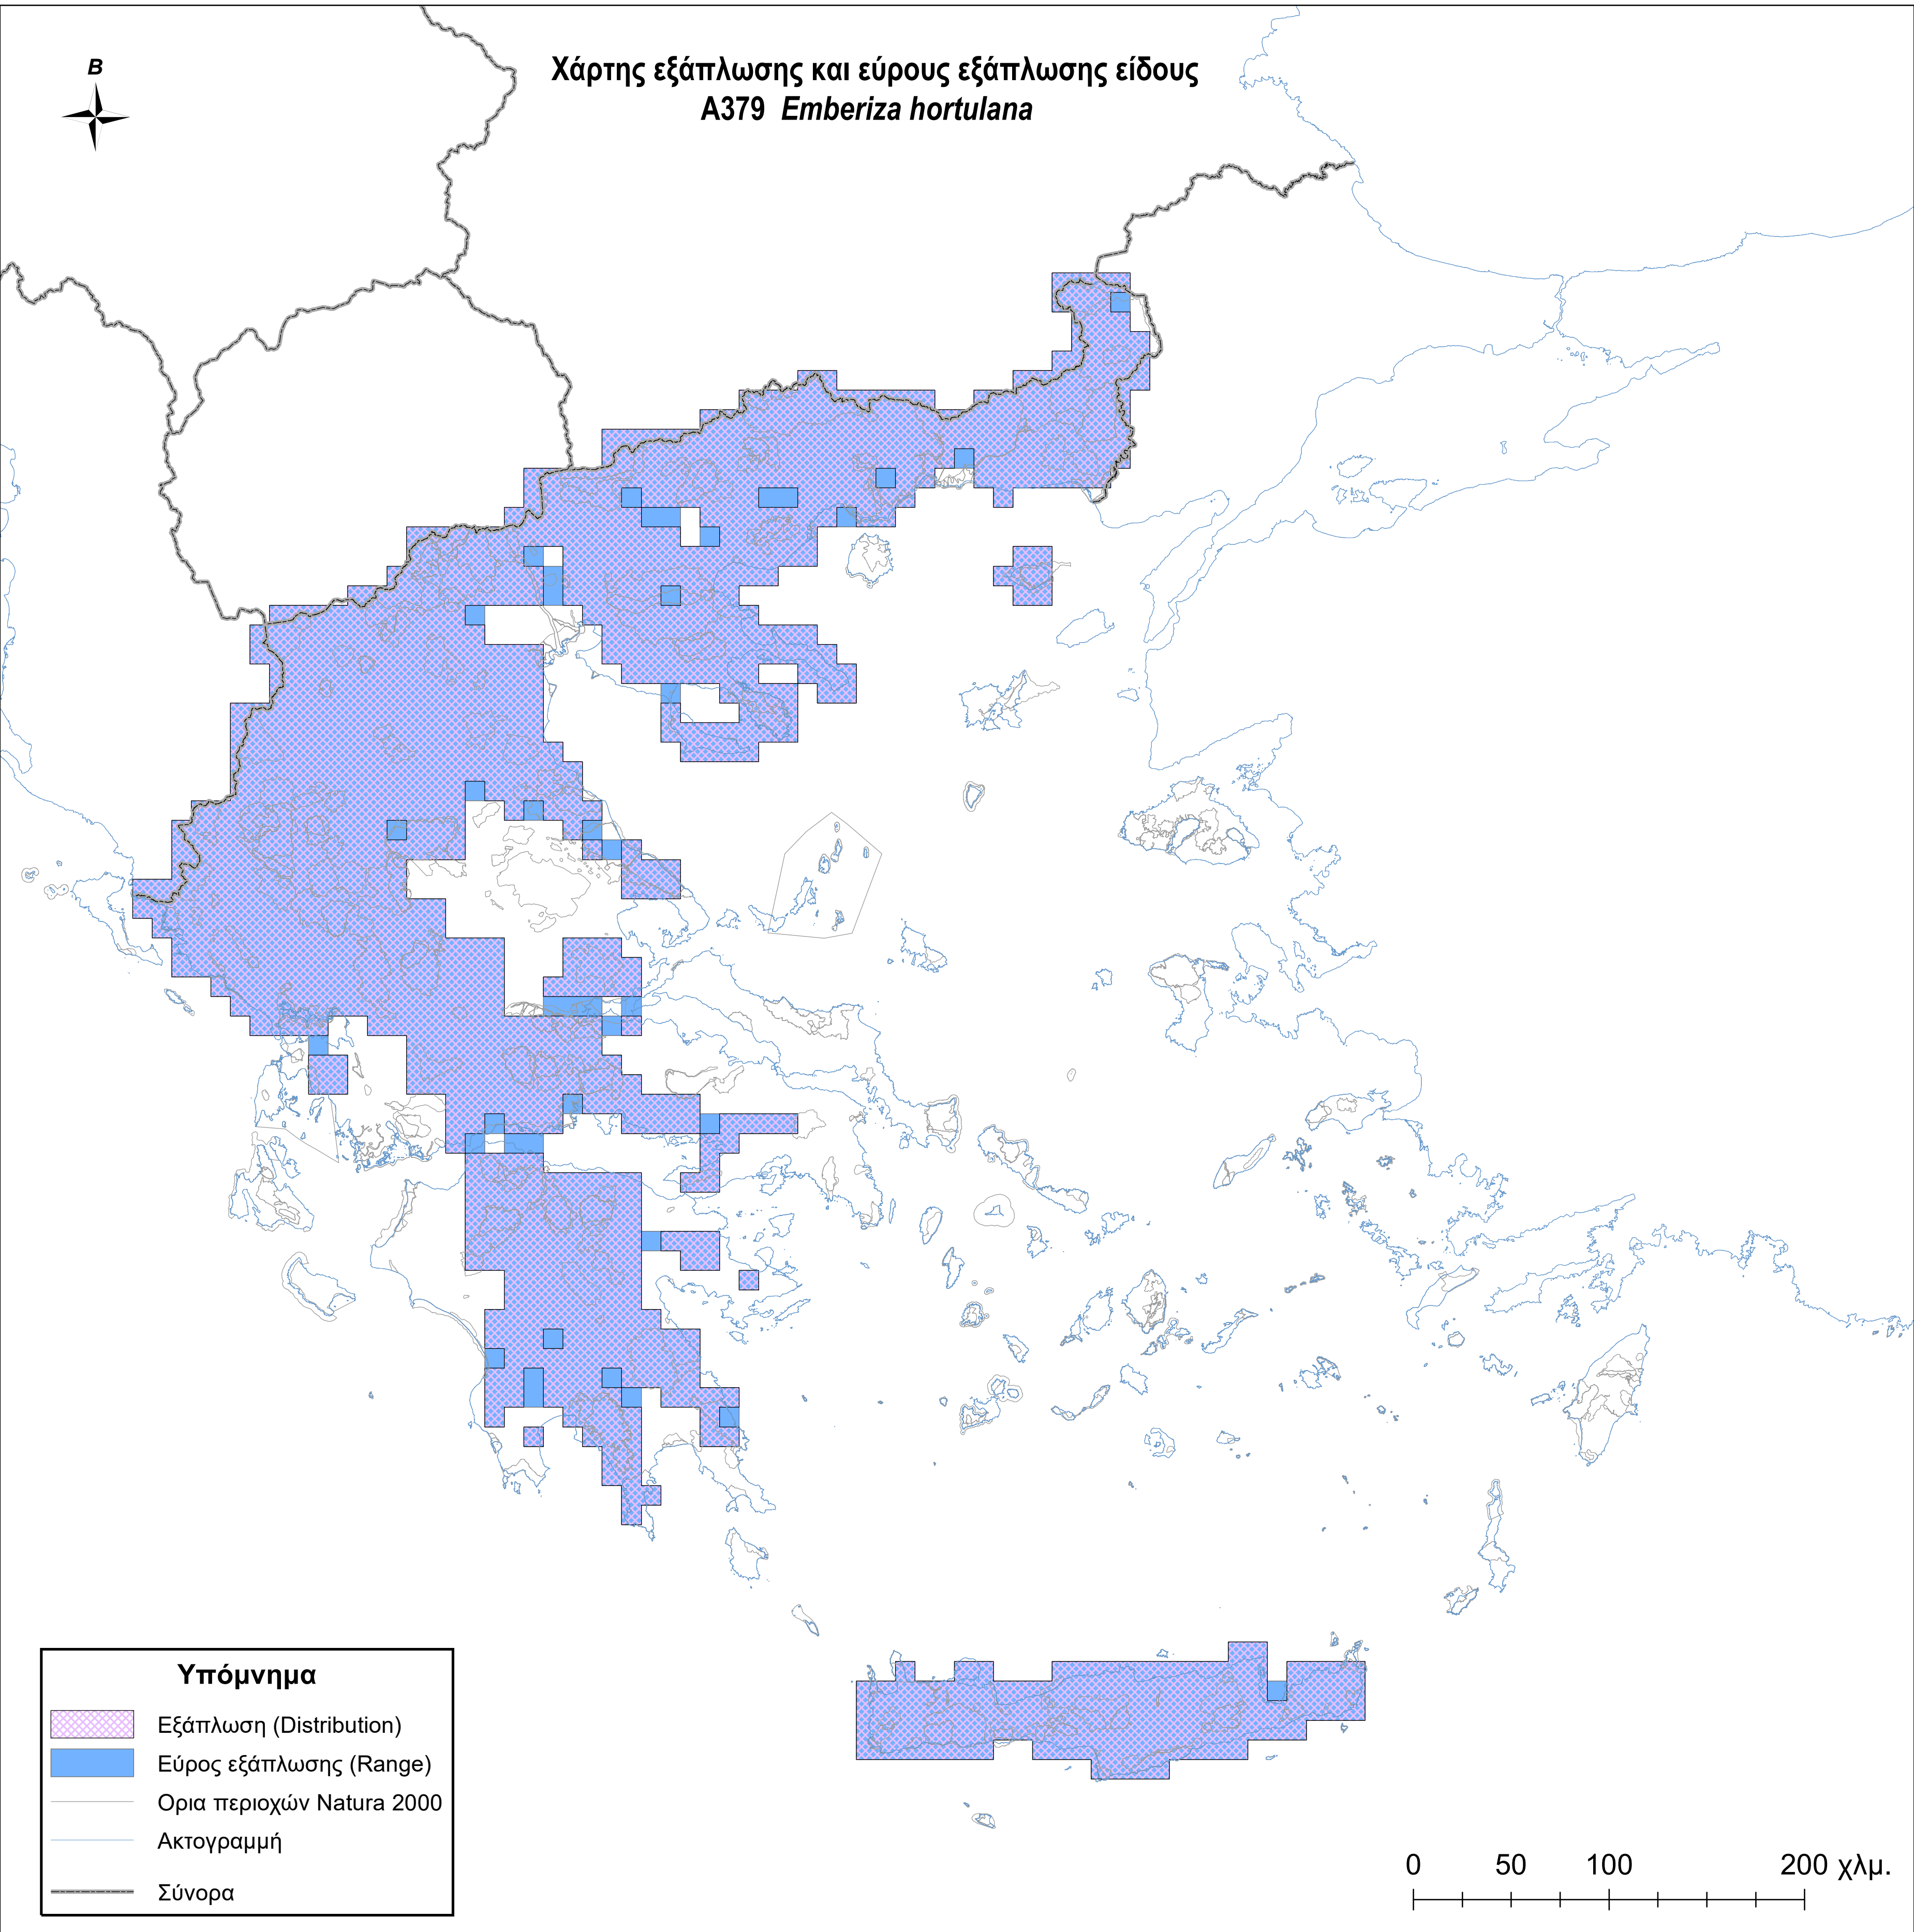 Χάρτης εξάπλωσης και εύρους εξάπλωσης είδους
A379 Emberiza hortulana
B
Υπόμνημα
Εξάπλωση (Distribution)
Εύρος εξάπλωσης (Range)
Ορια περιοχών Natura 2000
Ακτογραμμή
Σύνορα
0 50 100 200 χλμ.